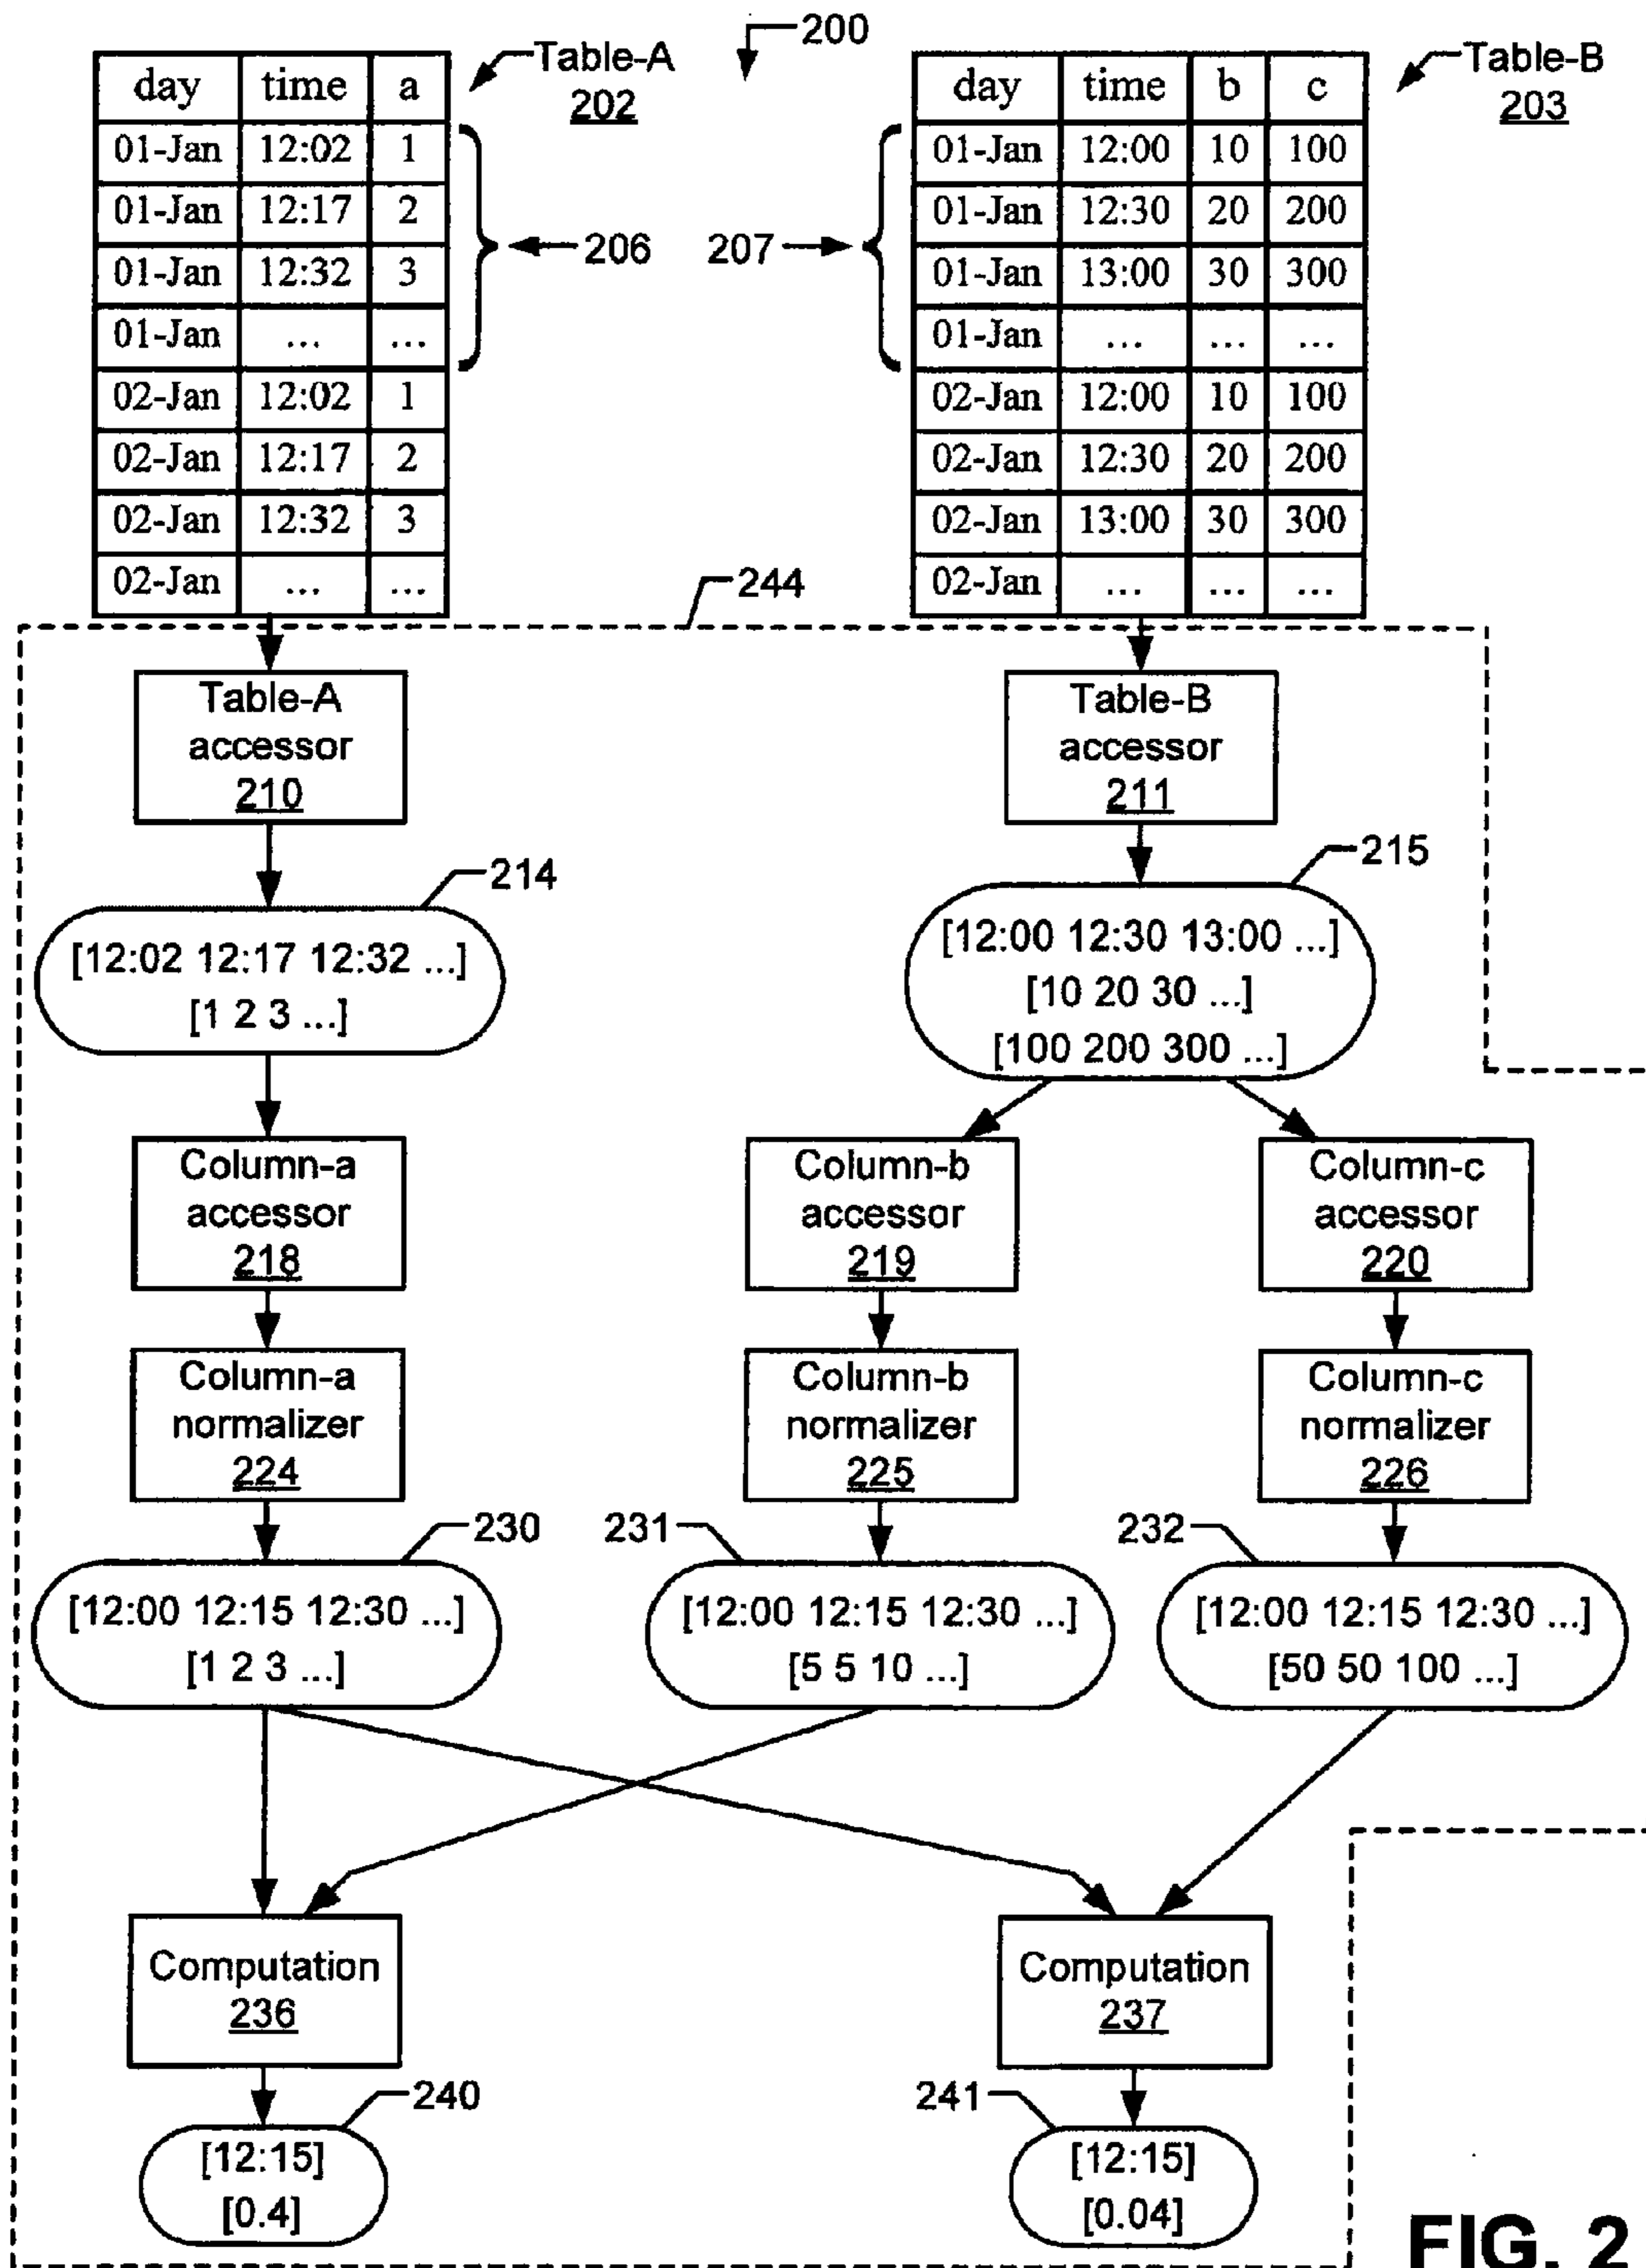 200
Table-A
202
Table-B
203
day time a
01-Jan 12:02 1
01-Jan 12:17 2
01-Jan 12:32 3
01-Jan ... ...
02-Jan 12:02 1
02-Jan 12:17 2
02-Jan 12:32 3
02-Jan ... ...
206
207
day time b c
01-Jan 12:00 10 100
01-Jan 12:30 20 200
01-Jan 13:00 30 300
01-Jan ... ... ...
02-Jan 12:00 10 100
02-Jan 12:30 20 200
02-Jan 13:00 30 300
02-Jan ... ... ...
244
Table-A
accessor
210
Table-B
accessor
211
214
[12:02 12:17 12:32 ...]
[1 2 3 ...]
215
[12:00 12:30 13:00 ...]
[10 20 30 ...]
[100 200 300 ...]
Column-a
accessor
218
Column-b
accessor
219
Column-c
accessor
220
Column-a
normalizer
224
Column-b
normalizer
225
Column-c
normalizer
226
230
[12:00 12:15 12:30 ...]
[1 2 3 ...]
231
[12:00 12:15 12:30 ...]
[5 5 10 ...]
232
[12:00 12:15 12:30 ...]
[50 50 100 ...]
Computation
236
Computation
237
240
[12:15]
[0.4]
241
[12:15]
[0.04]
FIG. 2